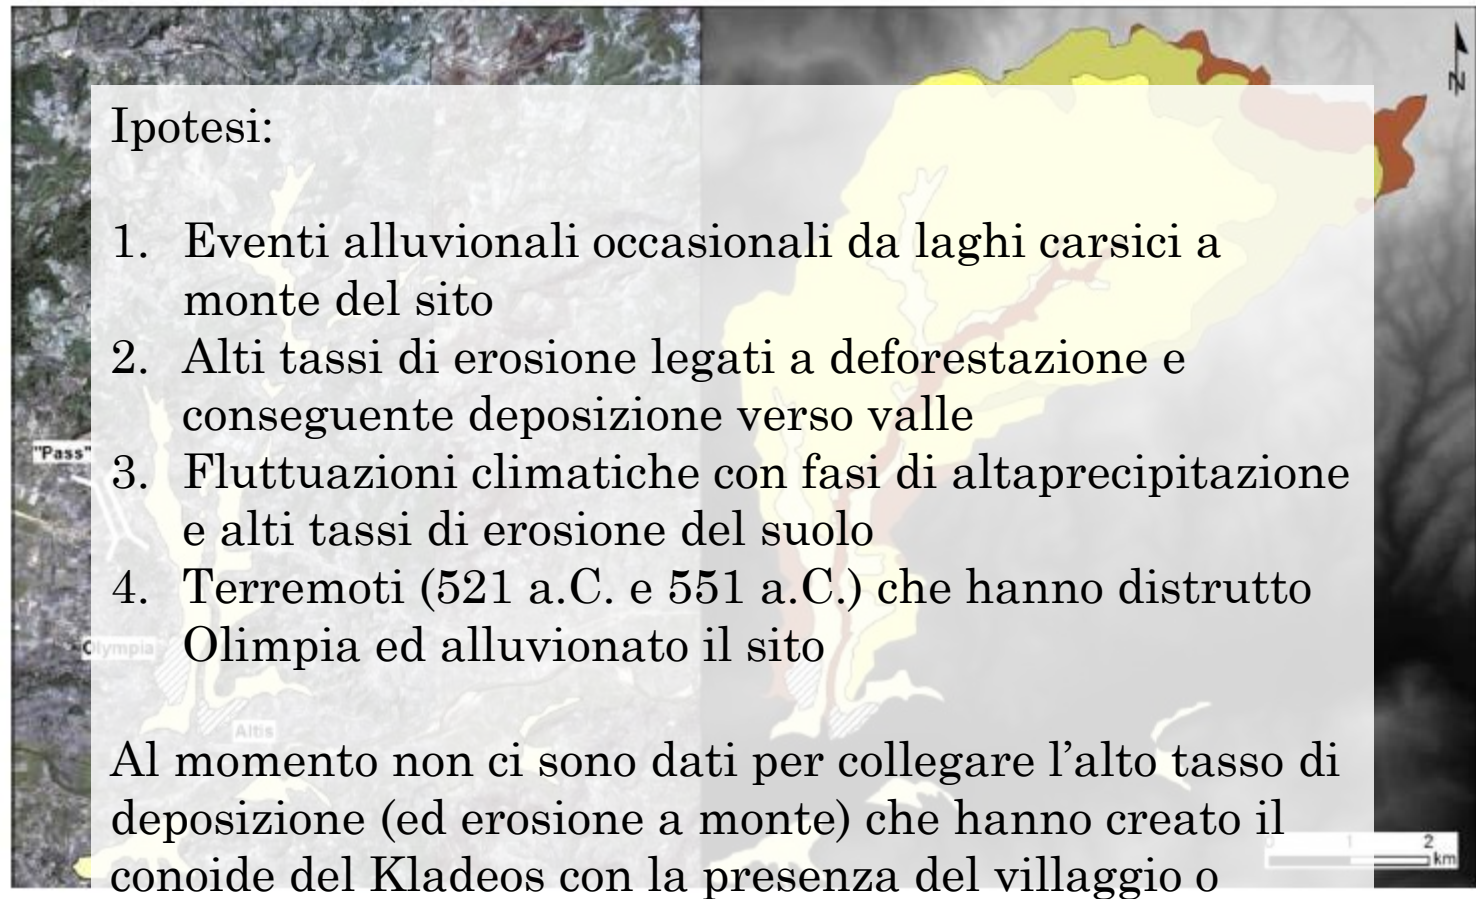 Ipotesi:
1. Eventi alluvionali occasionali da laghi carsici a
monte del sito
2. Alti tassi di erosione legati a deforestazione e
conseguente deposizione verso valle
3. Fluttuazioni climatiche con fasi di altaprecipitazione
e alti tassi di erosione del suolo
4. Terremoti (521 a.C. e 551 a.C.) che hanno distrutto
Olimpia ed alluvionato il sito
Al momento non ci sono dati per collegare l’alto tasso di
deposizione (ed erosione a monte) che hanno creato il
conoide del Kladeos con la presenza del villaggio o
"Pass"
Olympia
Altis
N
0 1 2
km